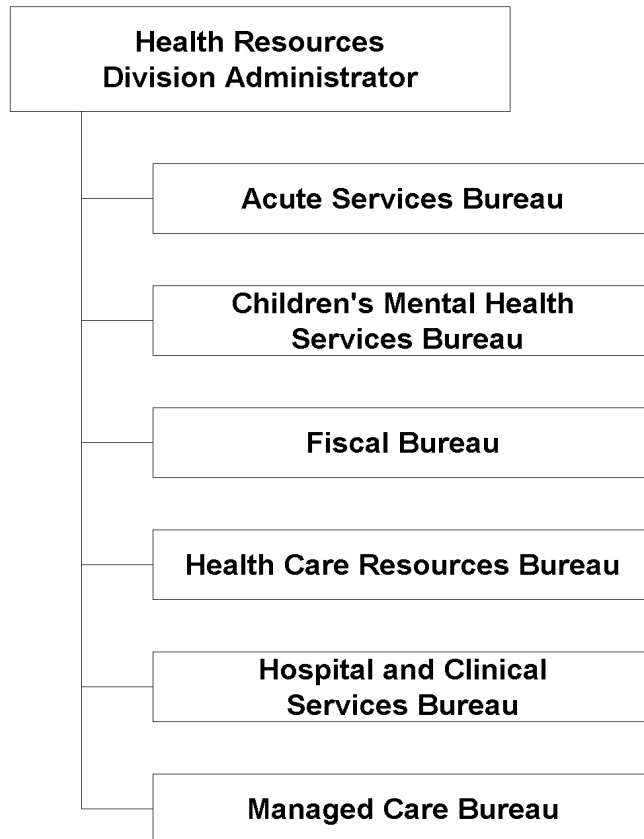 Health Resources
Division Administrator
Acute Services Bureau
Children's Mental Health
Services Bureau
Fiscal Bureau
Health Care Resources Bureau
Hospital and Clinical
Services Bureau
Managed Care Bureau